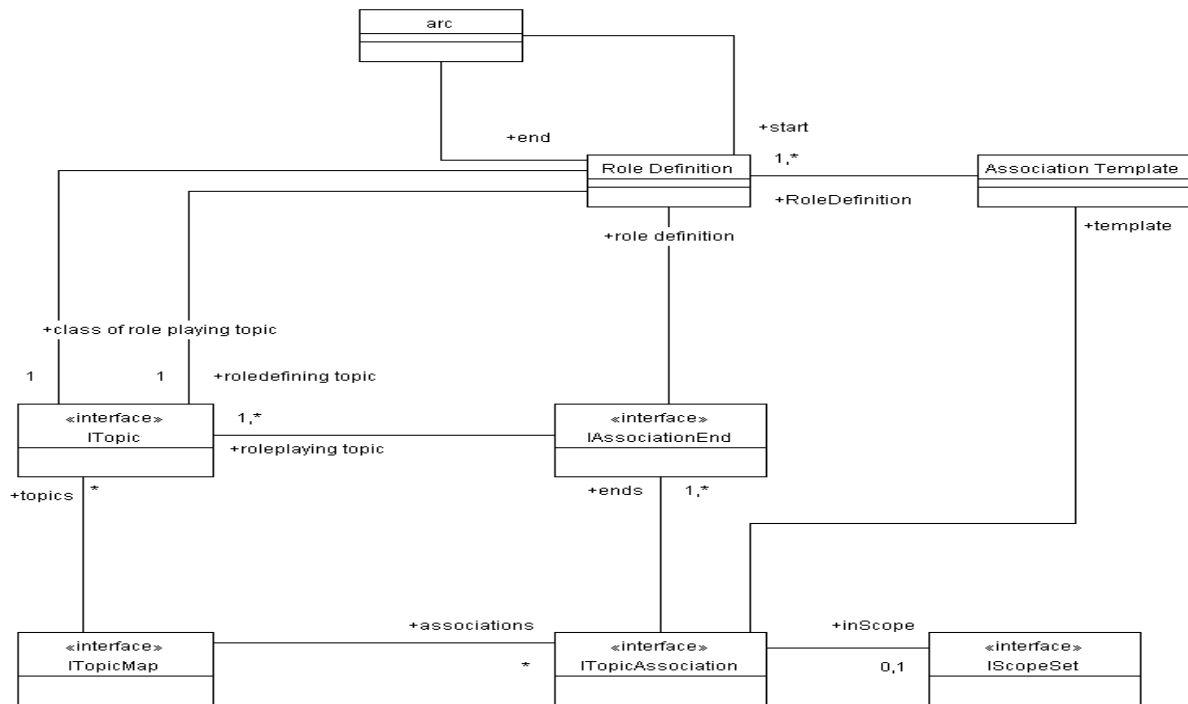 arc
+end
+start
1,*
Role Definition
Association Template
+RoleDefinition
+template
+role definition
+class of role playing topic
1
1
+roledefining topic
«interface»
ITopic
1,*
+roleplaying topic
«interface»
IAssociationEnd
+topics
*
+ends
1,*
+associations
*
+inScope
0,1
«interface»
ITopicMap
«interface»
ITopicAssociation
«interface»
IScopeSet